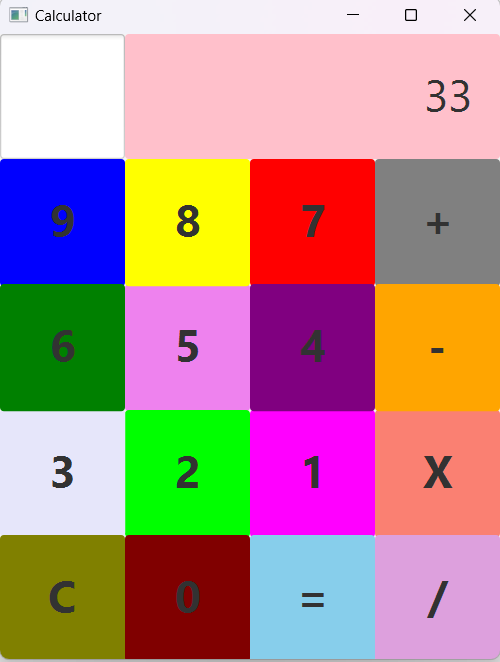 Calculator
33
9 8 7 +
6 5 4 -
3 2 1 X
C 0 = /